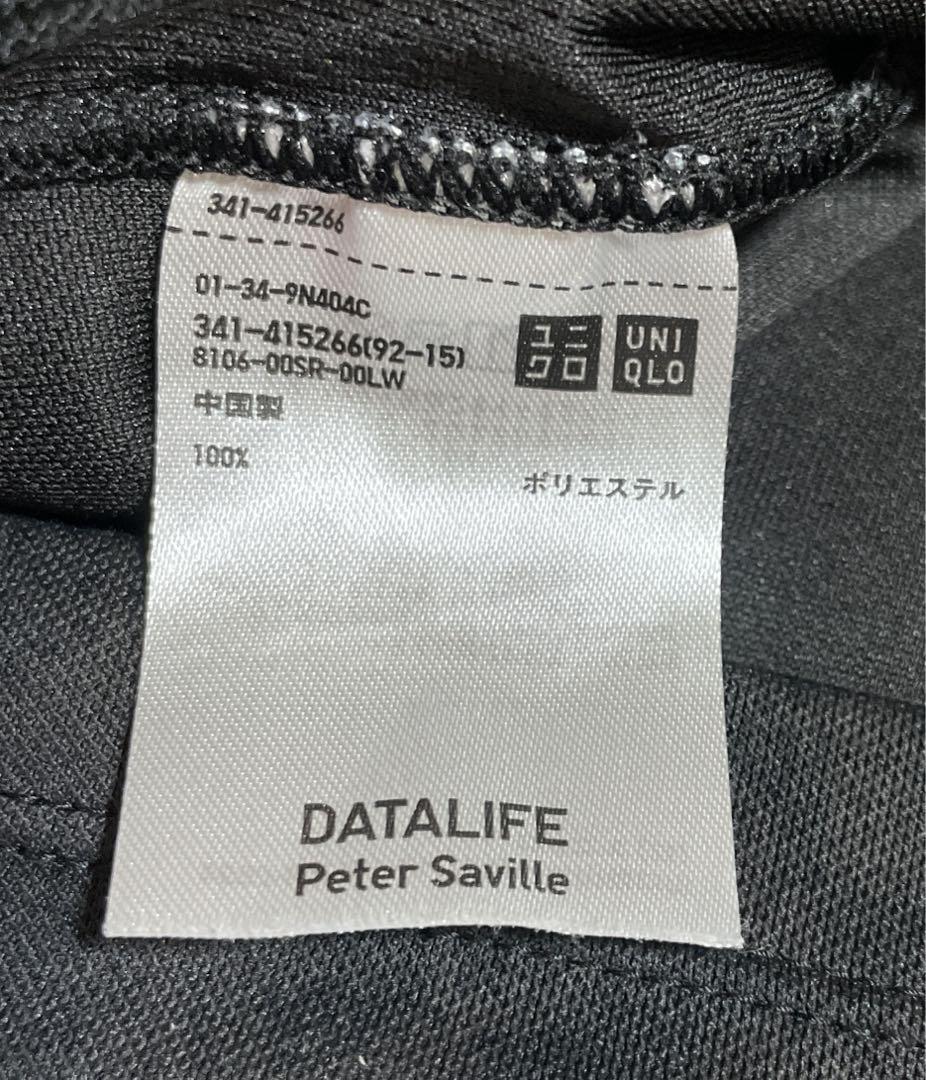 341-415266
01-34-9N404C
341-415266(92-15)
8106-00SR-00LW
ユニ
クロ
UNI
QLO
中国製
100%
ポリエステル
DATALIFE
Peter Saville